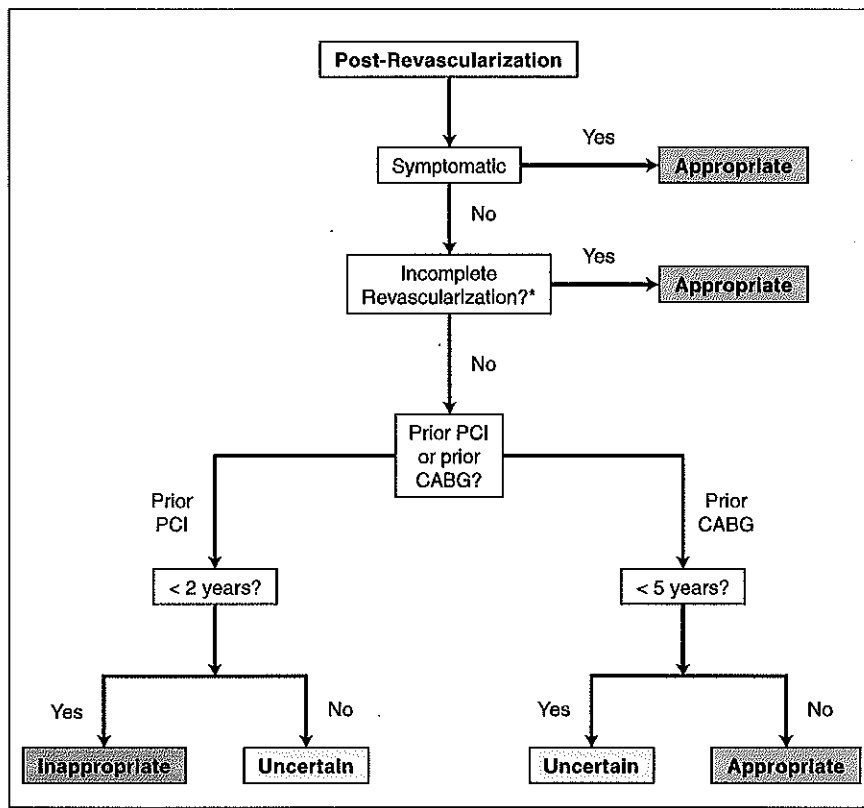 Post-Revascularization
Yes
Symptomatic
Appropriate
No
Incomplete
Revascularization?*
Yes
Appropriate
No
Prior PCI
or prior
CABG?
Prior
PCI
Prior
CABG
< 2 years?
< 5 years?
Yes
No
Yes
No
Inappropriate
Uncertain
Uncertain
Appropriate